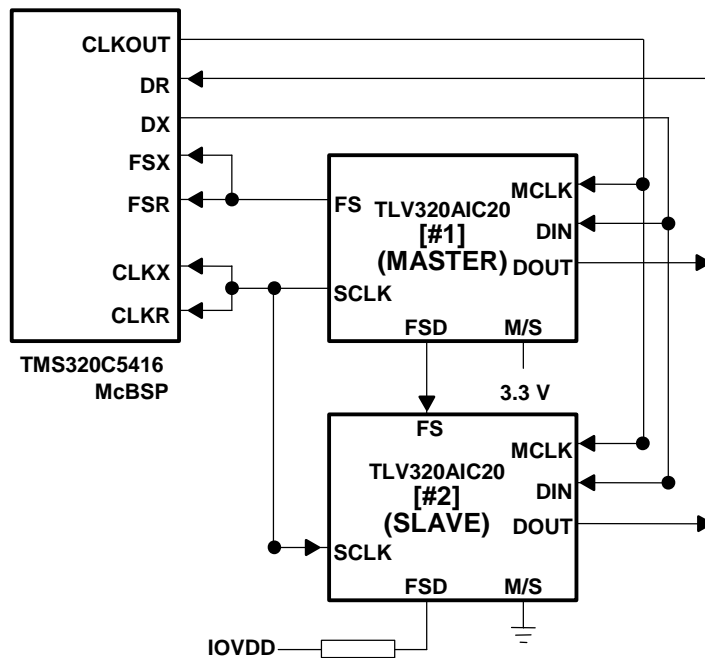 CLKOUT
DR
DX
FSX
FSR
CLKX
CLKR
TMS320C5416
McBSP
FS
TLV320AIC20
[#1]
(MASTER)
MCLK
DIN
DOUT
SCLK
FSD
M/S
3.3 V
FS
TLV320AIC20
[#2]
(SLAVE)
MCLK
DIN
DOUT
SCLK
FSD
M/S
IOVDD